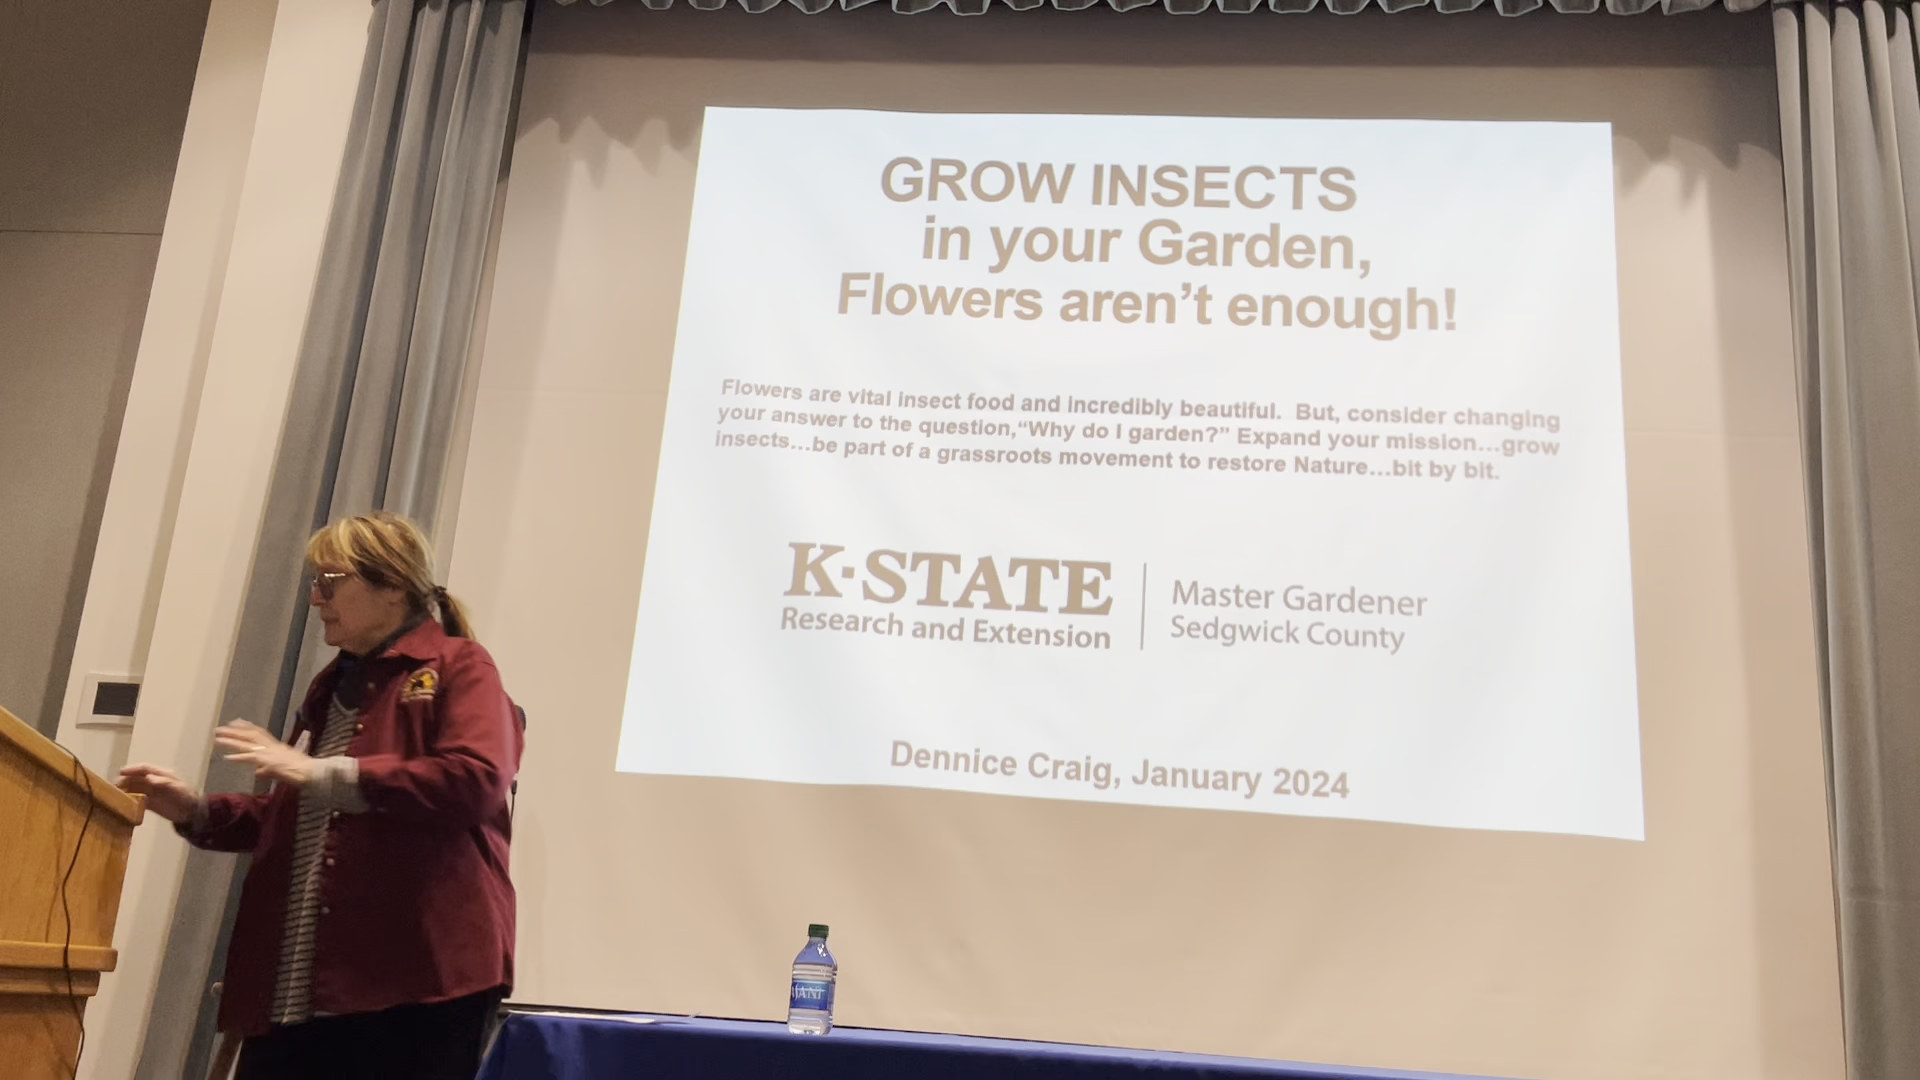 GROW INSECTS
in your Garden,
Flowers aren’t enough!
Flowers are vital insect food and incredibly beautiful. But, consider changing
your answer to the question,“Why do I garden?” Expand your mission...grow
insects...be part of a grassroots movement to restore Nature...bit by bit.
K·STATE
Research and Extension
Master Gardener
Sedgwick County
Dennice Craig, January 2024